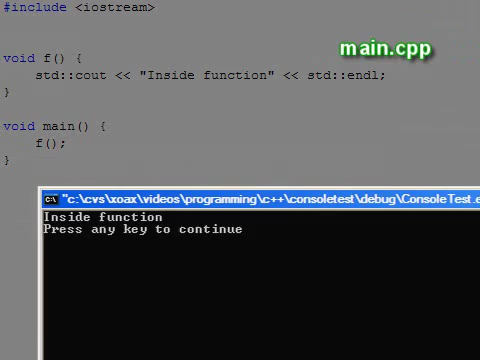 #include <iostream>
main.cpp
void f() {
    std::cout << "Inside function" << std::endl;
}
void main() {
    f();
}
"c:\cvs\xoax\videos\programming\c++\consoletest\debug\ConsoleTest.e
Inside function
Press any key to continue